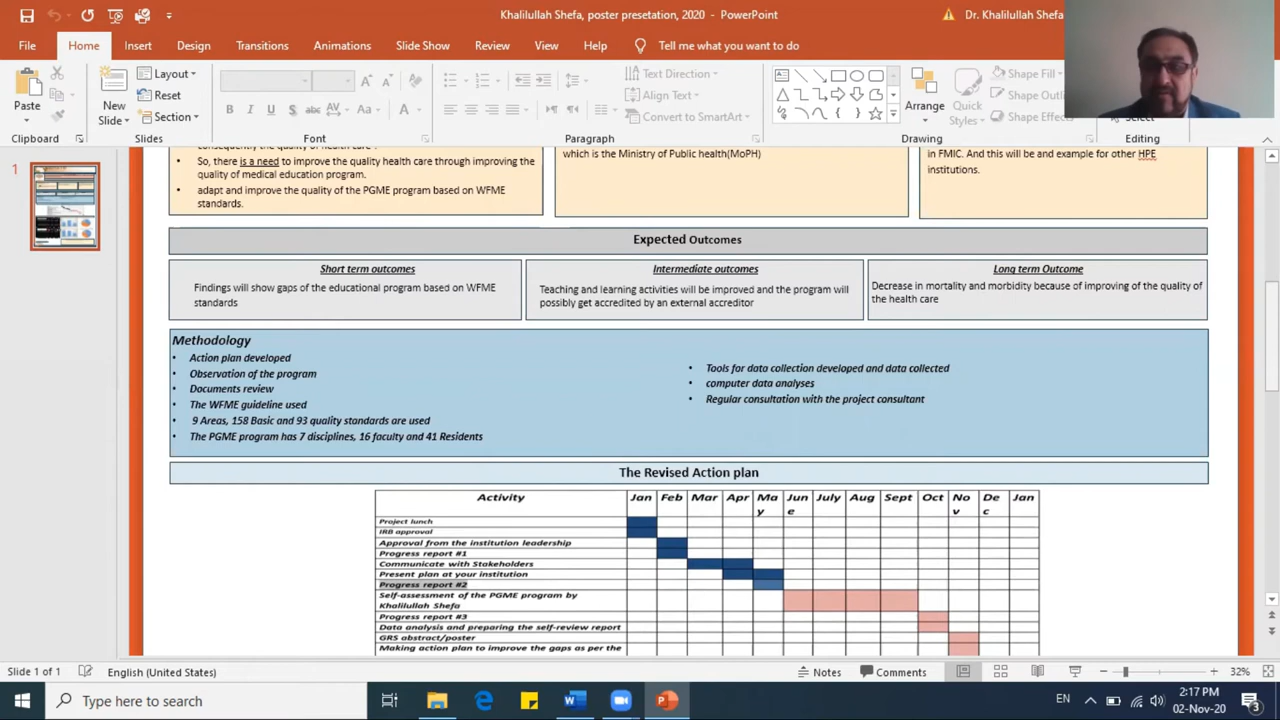 Khalilullah Shefa, poster presetation, 2020 - PowerPoint
Dr. Khalilullah Shefa
File
Home
Insert
Design
Transitions
Animations
Slide Show
Review
View
Help
Tell me what you want to do
Paste
New
Slide
Layout
Reset
Section
B I U S abc AV Aa A
Text Direction
Align Text
Convert to SmartArt
Arrange
Quick
Styles
Shape Fill
Shape Outli
Shape Effects
Select
Clipboard
Slides
Font
Paragraph
Drawing
Editing
1
consequently the quality of health care
• So, there is a need to improve the quality health care through improving the
quality of medical education program.
• adapt and improve the quality of the PGME program based on WFME
standards.
which is the Ministry of Public health(MoPH)
in FMIC. And this will be and example for other HPE
institutions.
Expected Outcomes
Short term outcomes
Findings will show gaps of the educational program based on WFME
standards
Intermediate outcomes
Teaching and learning activities will be improved and the program will
possibly get accredited by an external accreditor
Long term Outcome
Decrease in mortality and morbidity because of improving of the quality of
the health care
Methodology
• Action plan developed
• Observation of the program
• Documents review
• The WFME guideline used
• 9 Areas, 158 Basic and 93 quality standards are used
• The PGME program has 7 disciplines, 16 faculty and 41 Residents
• Tools for data collection developed and data collected
• computer data analyses
• Regular consultation with the project consultant
The Revised Action plan
Activity Jan Feb Mar Apr Ma Jun July Aug Sept Oct No De Jan
y e v c
Project lunch
IRB approval
Approval from the institution leadership
Progress report #1
Communicate with Stakeholders
Present plan at your institution
Progress report #2
Self-assessment of the PGME program by
Khalilullah Shefa
Progress report #3
Data analysis and preparing the self-review report
GRS abstract/poster
Making action plan to improve the gaps as per the
Slide 1 of 1
English (United States)
Notes
Comments
32%
Type here to search
EN
2:17 PM
02-Nov-20
3